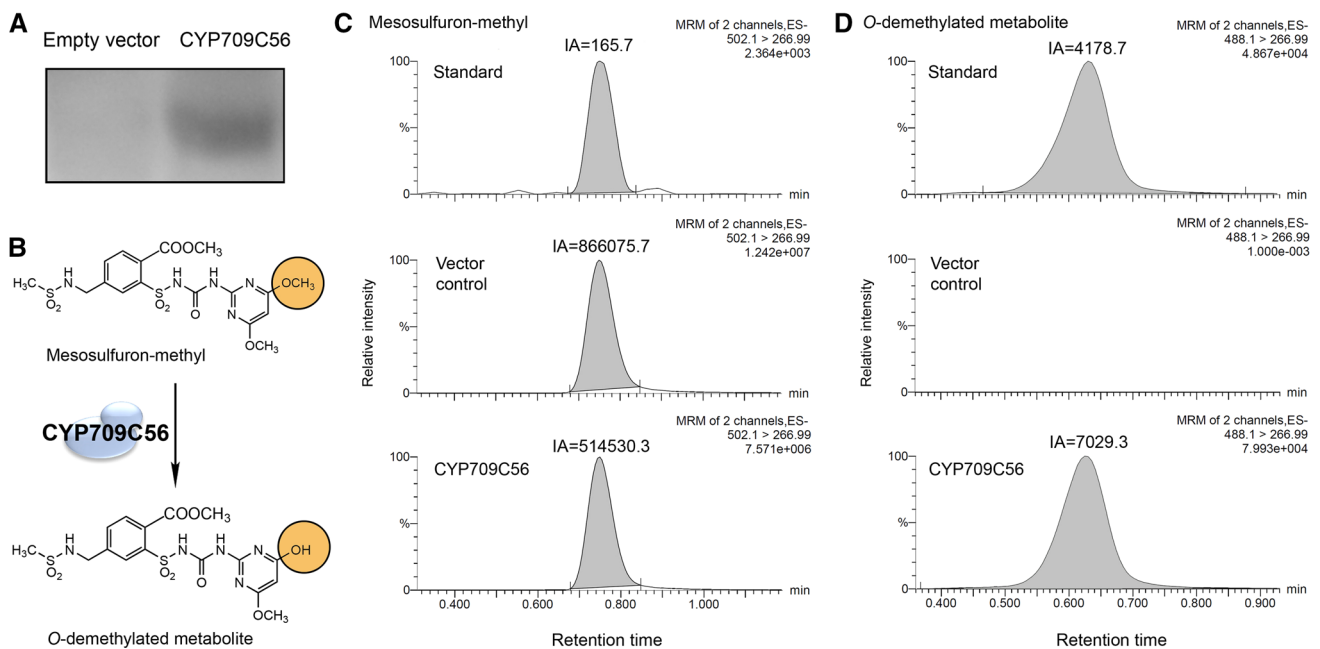 A
Empty vector CYP709C56
B
COOCH3
H3C
S
O2
H
N
S
O2
H
N
O
H
N
N
N
OCH3
OCH3
Mesosulfuron-methyl
CYP709C56
COOCH3
H3C
S
O2
H
N
S
O2
H
N
O
H
N
N
N
OH
OCH3
O-demethylated metabolite
C
Mesosulfuron-methyl
Standard
IA=165.7
MRM of 2 channels,ES-
502.1 > 266.99
2.364e+003
100
%
0
min
Vector
control
IA=866075.7
MRM of 2 channels,ES-
502.1 > 266.99
1.242e+007
100
%
0
min
Relative intensity
CYP709C56
IA=514530.3
MRM of 2 channels,ES-
502.1 > 266.99
7.571e+006
100
%
0
min
0.400 0.600 0.800 1.000
Retention time
D
O-demethylated metabolite
Standard
IA=4178.7
MRM of 2 channels,ES-
488.1 > 266.99
4.867e+004
100
%
0
min
Vector
control
MRM of 2 channels,ES-
488.1 > 266.99
1.000e-003
100
%
0
min
Relative intensity
CYP709C56
IA=7029.3
MRM of 2 channels,ES-
488.1 > 266.99
7.993e+004
100
%
0
min
0.400 0.500 0.600 0.700 0.800 0.900
Retention time